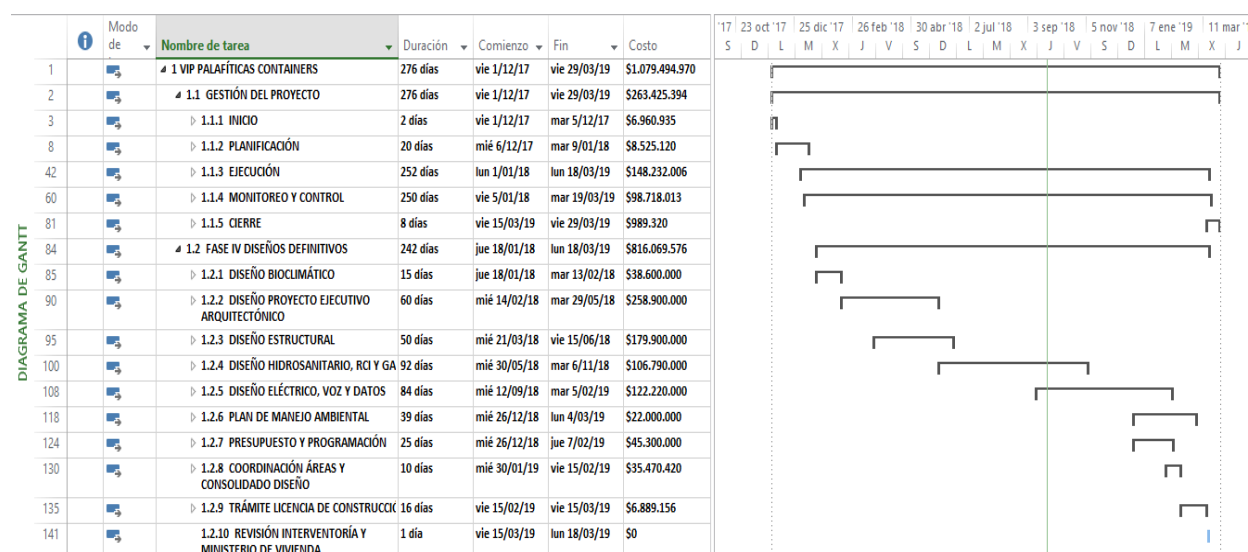 Modo de
Nombre de tarea Duración Comienzo Fin Costo
'17 23 oct '17 25 dic '17 26 feb '18 30 abr '18 2 jul '18 3 sep '18 5 nov '18 7 ene '19 11 mar '
S D L M X J V S D L M X J V S D L M X J
DIAGRAMA DE GANTT
1 1 VIP PALAFÍTICAS CONTAINERS 276 días vie 1/12/17 vie 29/03/19 $1.079.494.970
2 1.1 GESTIÓN DEL PROYECTO 276 días vie 1/12/17 vie 29/03/19 $263.425.394
3 1.1.1 INICIO 2 días vie 1/12/17 mar 5/12/17 $6.960.935
8 1.1.2 PLANIFICACIÓN 20 días mié 6/12/17 mar 9/01/18 $8.525.120
42 1.1.3 EJECUCIÓN 252 días lun 1/01/18 lun 18/03/19 $148.232.006
60 1.1.4 MONITOREO Y CONTROL 250 días vie 5/01/18 mar 19/03/19 $98.718.013
81 1.1.5 CIERRE 8 días vie 15/03/19 vie 29/03/19 $989.320
84 1.2 FASE IV DISEÑOS DEFINITIVOS 242 días jue 18/01/18 lun 18/03/19 $816.069.576
85 1.2.1 DISEÑO BIOCLIMÁTICO 15 días jue 18/01/18 mar 13/02/18 $38.600.000
90 1.2.2 DISEÑO PROYECTO EJECUTIVO 60 días mié 14/02/18 mar 29/05/18 $258.900.000
ARQUITECTÓNICO
95 1.2.3 DISEÑO ESTRUCTURAL 50 días mié 21/03/18 vie 15/06/18 $179.900.000
100 1.2.4 DISEÑO HIDROSANITARIO, RCI Y GA 92 días mié 30/05/18 mar 6/11/18 $106.790.000
108 1.2.5 DISEÑO ELÉCTRICO, VOZ Y DATOS 84 días mié 12/09/18 mar 5/02/19 $122.220.000
118 1.2.6 PLAN DE MANEJO AMBIENTAL 39 días mié 26/12/18 lun 4/03/19 $22.000.000
124 1.2.7 PRESUPUESTO Y PROGRAMACIÓN 25 días mié 26/12/18 jue 7/02/19 $45.300.000
130 1.2.8 COORDINACIÓN ÁREAS Y 10 días mié 30/01/19 vie 15/02/19 $35.470.420
CONSOLIDADO DISEÑO
135 1.2.9 TRÁMITE LICENCIA DE CONSTRUCCI 16 días vie 15/02/19 vie 15/03/19 $6.889.156
141 1.2.10 REVISIÓN INTERVENTORÍA Y 1 día vie 15/03/19 lun 18/03/19 $0
MINISTERIO DE VIVIENDA